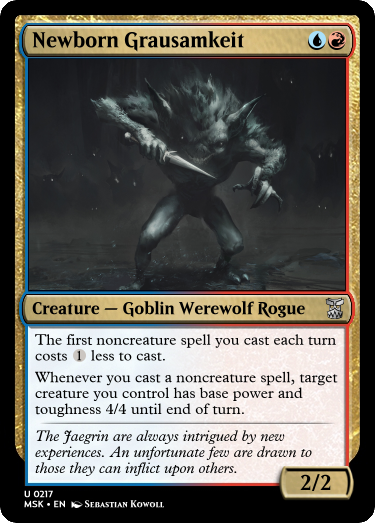 Newborn Grausamkeit
Creature — Goblin Werewolf Rogue
The first noncreature spell you cast each turn
costs 1 less to cast.
Whenever you cast a noncreature spell, target
creature you control has base power and
toughness 4/4 until end of turn.
The Jaegrin are always intrigued by new
experiences. An unfortunate few are drawn to
those they can inflict upon others.
2/2
U 0217
MSK • EN Sebastian Kowoll